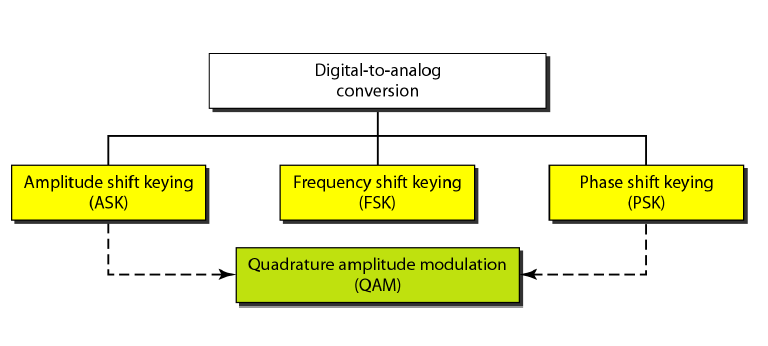 Digital-to-analog
conversion
Amplitude shift keying
(ASK)
Frequency shift keying
(FSK)
Phase shift keying
(PSK)
Quadrature amplitude modulation
(QAM)